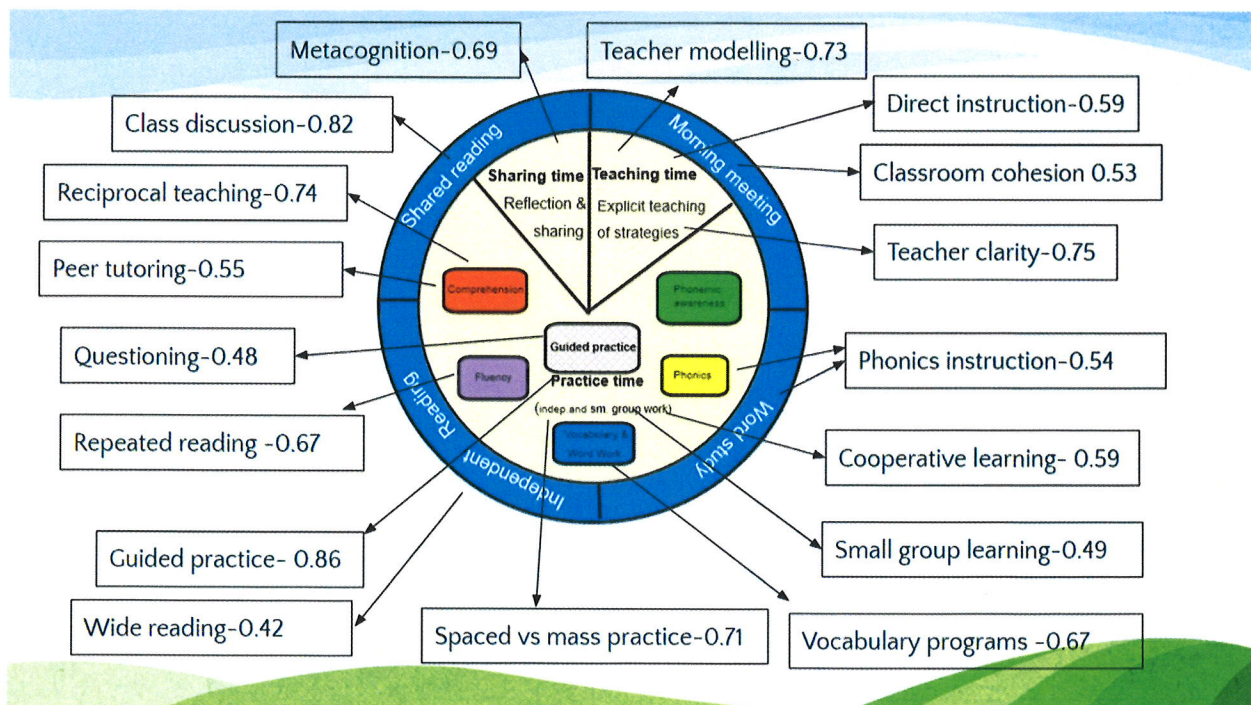 Metacognition-0.69
Teacher modelling-0.73
Class discussion-0.82
Direct instruction-0.59
Reciprocal teaching-0.74
Classroom cohesion 0.53
Peer tutoring-0.55
Teacher clarity-0.75
Questioning-0.48
Phonics instruction-0.54
Repeated reading -0.67
Cooperative learning- 0.59
Guided practice- 0.86
Small group learning-0.49
Wide reading-0.42
Spaced vs mass practice-0.71
Vocabulary programs -0.67
Shared reading
Morning meeting
Word study
Independent
Reading
Sharing time
Reflection &
sharing
Teaching time
Explicit teaching
of strategies
Comprehension
Phonemic
awareness
Guided practice
Fluency
Phonics
Practice time
(indep.and sm. group work)
Vocabulary &
Word Work